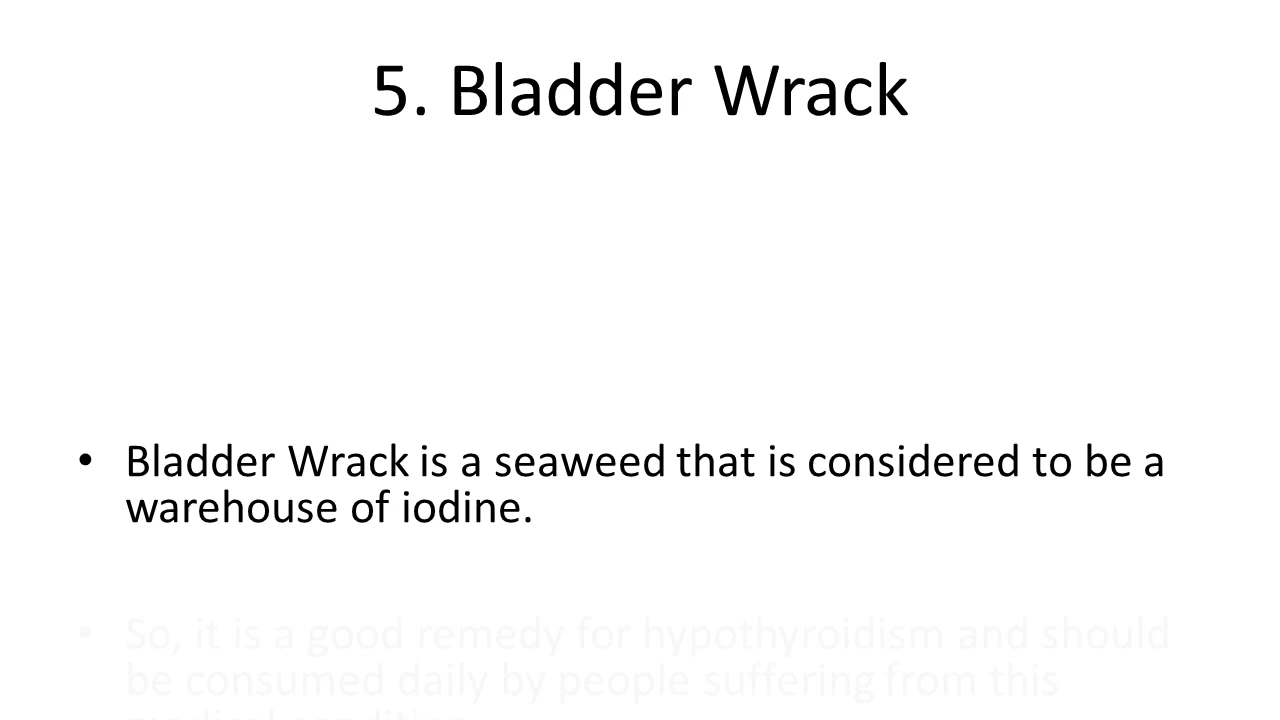 5. Bladder Wrack
• Bladder Wrack is a seaweed that is considered to be a
warehouse of iodine.
• So, it is a good remedy for hypothyroidism and should
be consumed daily by people suffering from this